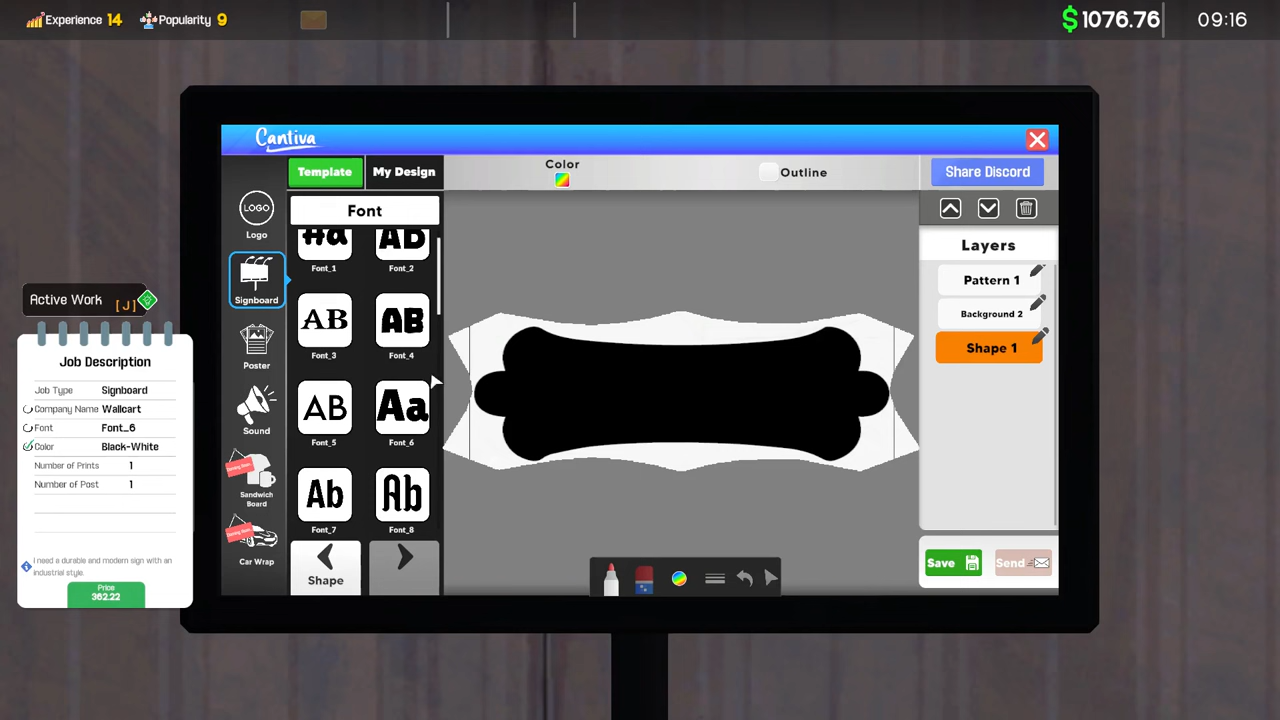 Experience 14
Popularity 9
$ 1076.76
09:16
Cantiva
Template
My Design
Color
Outline
Share Discord
LOGO
Logo
Signboard
Poster
Sound
Sandwich
Board
Car Wrap
Font
Aa
AB
Font_1
Font_2
AB
AB
Font_3
Font_4
AB
Aa
Font_5
Font_6
Ab
Ab
Font_7
Font_8
Shape
Layers
Pattern 1
Background 2
Shape 1
Save
Send
Active Work [J]
Job Description
Job Type Signboard
Company Name Wallcart
Font Font_6
Color Black-White
Number of Prints 1
Number of Post 1
I need a durable and modern sign with an
industrial style.
Price
362.22